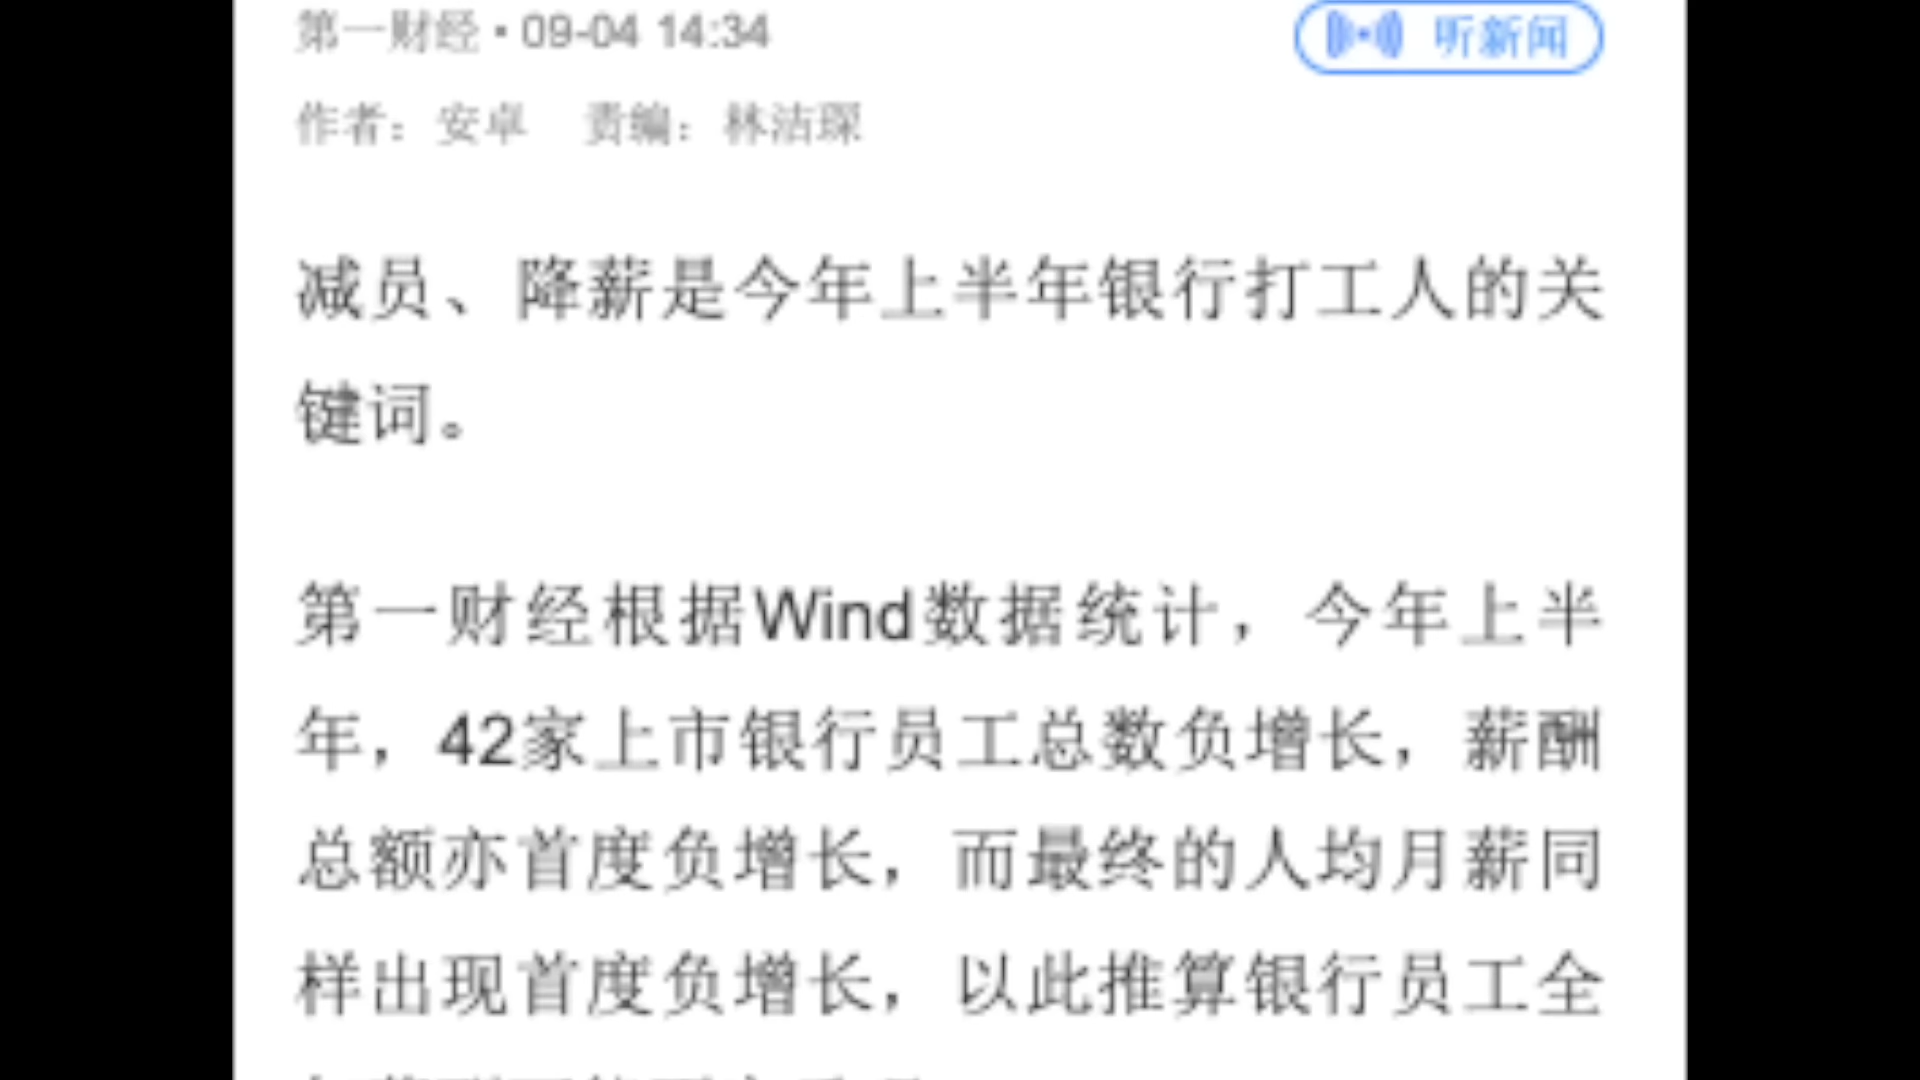 第一财经·09-04 14:34
听新闻
作者：安卓 责编：林洁琛
减员、降薪是今年上半年银行打工人的关
键词。
第一财经根据Wind数据统计，今年上半
年，42家上市银行员工总数负增长，薪酬
总额亦首度负增长，而最终的人均月薪同
样出现首度负增长，以此推算银行员工全